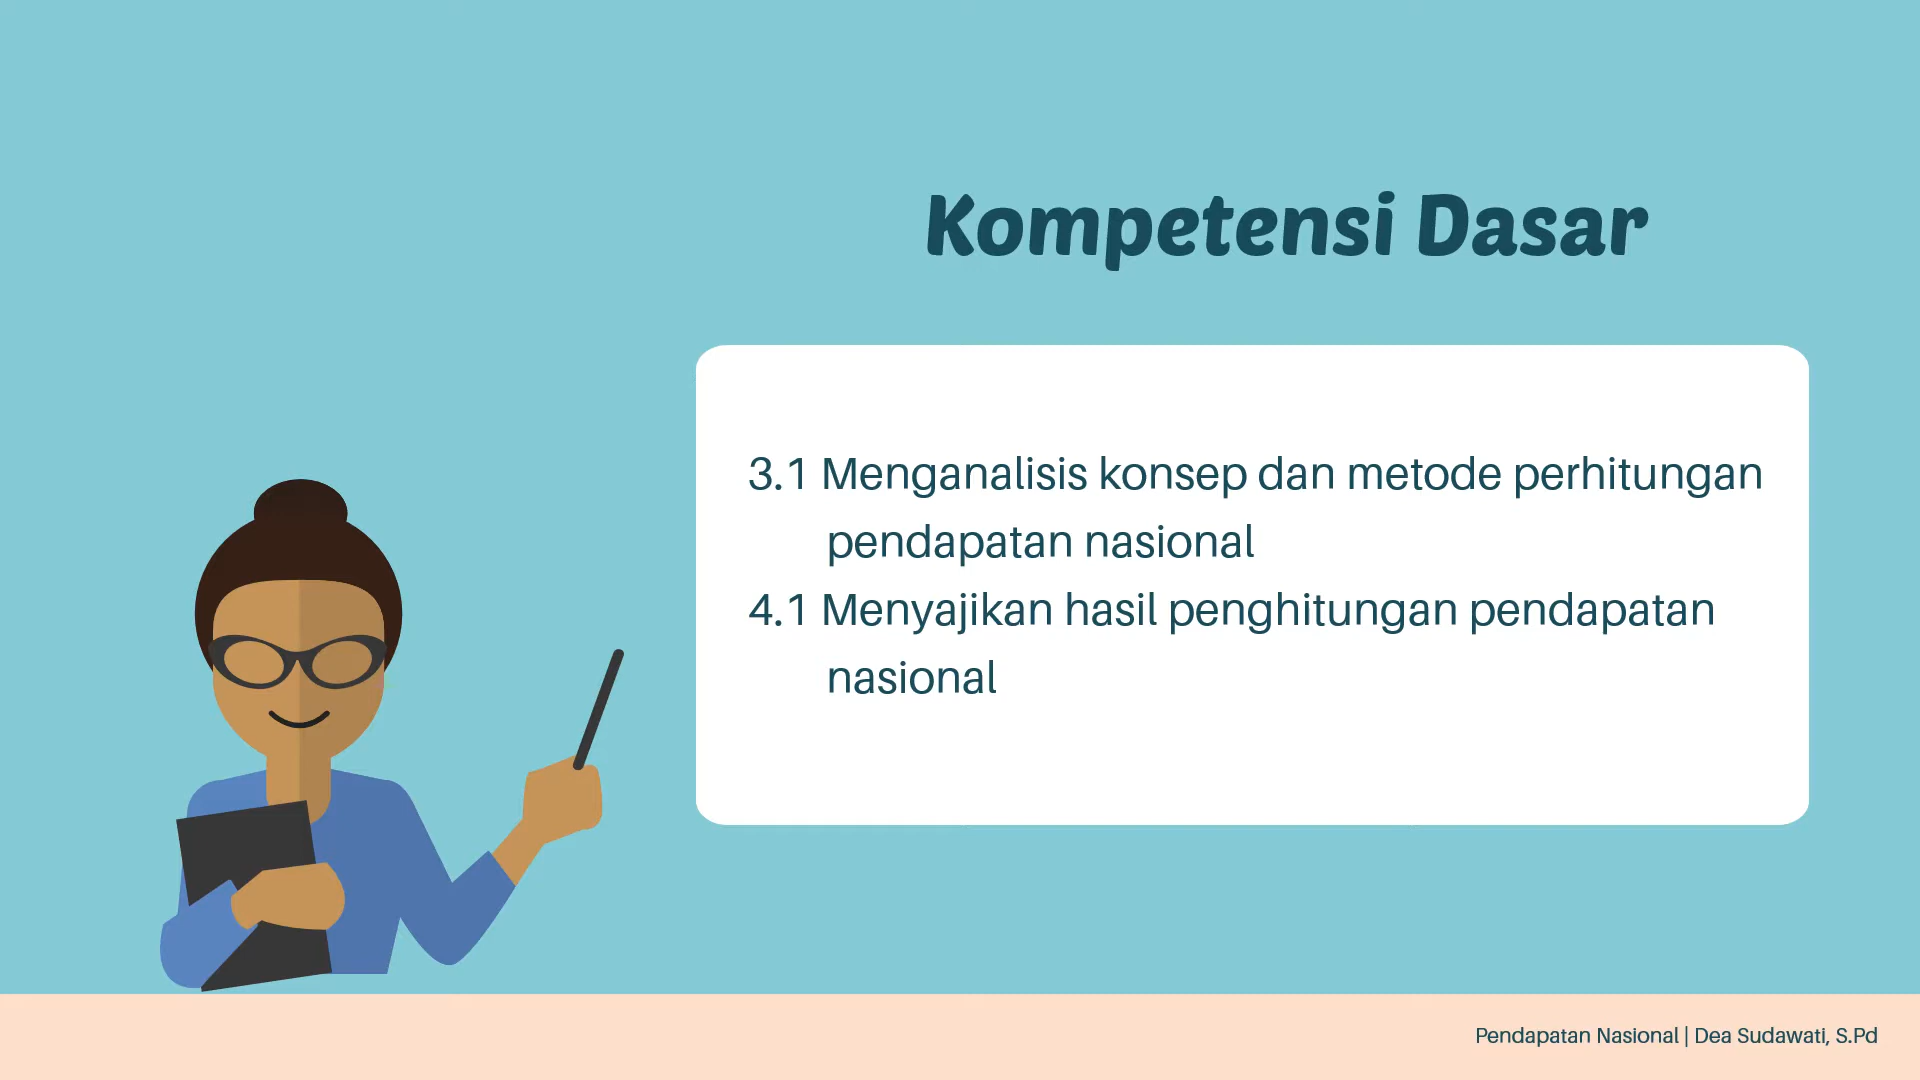 Kompetensi Dasar
3.1 Menganalisis konsep dan metode perhitungan
pendapatan nasional
4.1 Menyajikan hasil penghitungan pendapatan
nasional
Pendapatan Nasional | Dea Sudawati, S.Pd